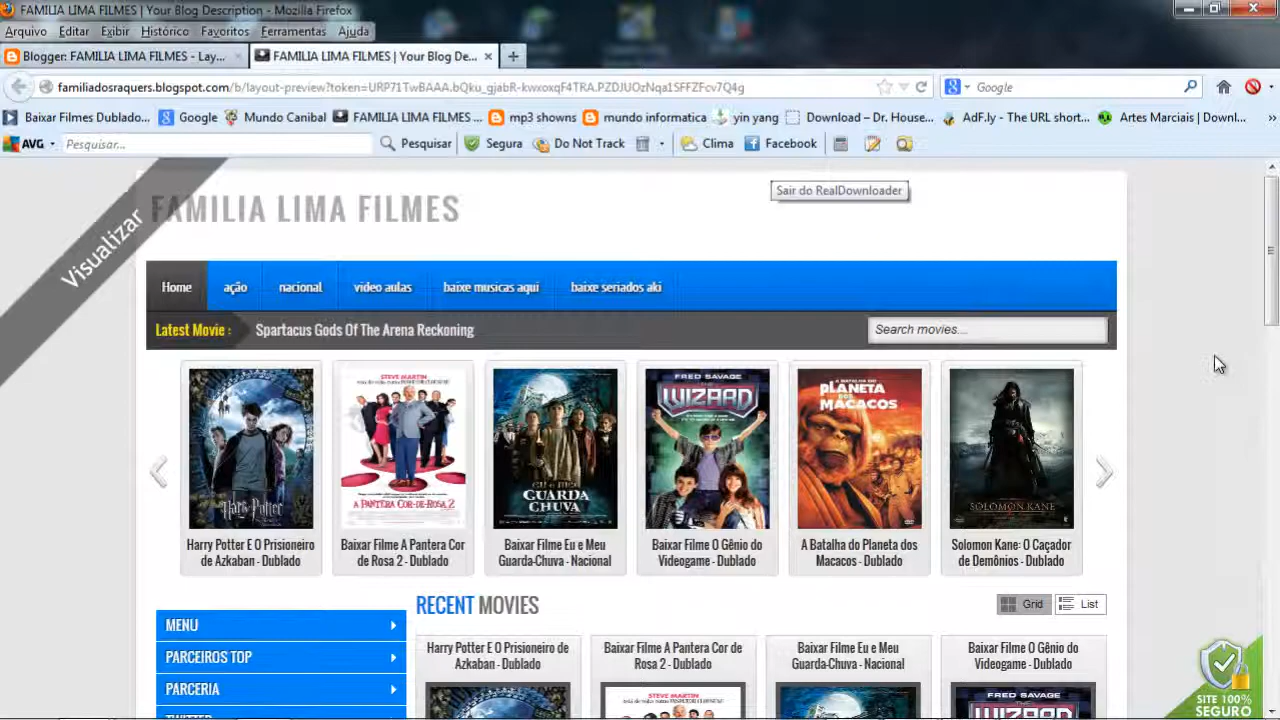 FAMILIA LIMA FILMES | Your Blog Description - Mozilla Firefox
Arquivo Editar Exibir Histórico Favoritos Ferramentas Ajuda
Blogger: FAMILIA LIMA FILMES - Lay... FAMILIA LIMA FILMES | Your Blog De...
familiadosraquers.blogspot.com/b/layout-preview?token=URP71TwBAAA.bQku_gjabR-kwxoxqF4TRA.PZDJUOzNqa1SFFZFcv7Q4g Google
Baixar Filmes Dublado... Google Mundo Canibal FAMILIA LIMA FILMES ... mp3 showns mundo informatica yin yang Download – Dr. House... AdF.ly - The URL short... Artes Marciais | Downl... »
AVG Pesquisar... Pesquisar Segura Do Not Track Clima Facebook
Sair do RealDownloader
Visualizar
FAMILIA LIMA FILMES
Home ação nacional video aulas baixe musicas aqui baixe seriados aki
Latest Movie : Spartacus Gods Of The Arena Reckoning Search movies....
Harry Potter
STEVE MARTIN
A PANTERA COR-DE-ROSA 2
EU E MEU
GUARDA
CHUVA
FRED SAVAGE
THE
WIZARD
A BATALHA DO
PLANETA
DOS
MACACOS
SOLOMON KANE
Harry Potter E O Prisioneiro
de Azkaban - Dublado
Baixar Filme A Pantera Cor
de Rosa 2 - Dublado
Baixar Filme Eu e Meu
Guarda-Chuva - Nacional
Baixar Filme O Gênio do
Videogame - Dublado
A Batalha do Planeta dos
Macacos - Dublado
Solomon Kane: O Caçador
de Demônios - Dublado
RECENT MOVIES
Grid List
MENU
PARCEIROS TOP
PARCERIA
TWITTER
Harry Potter E O Prisioneiro de
Azkaban - Dublado
Baixar Filme A Pantera Cor de
Rosa 2 - Dublado
Baixar Filme Eu e Meu
Guarda-Chuva - Nacional
Baixar Filme O Gênio do
Videogame - Dublado
STEVE MARTIN
FRED SAVAGE
SITE 100%
SEGURO